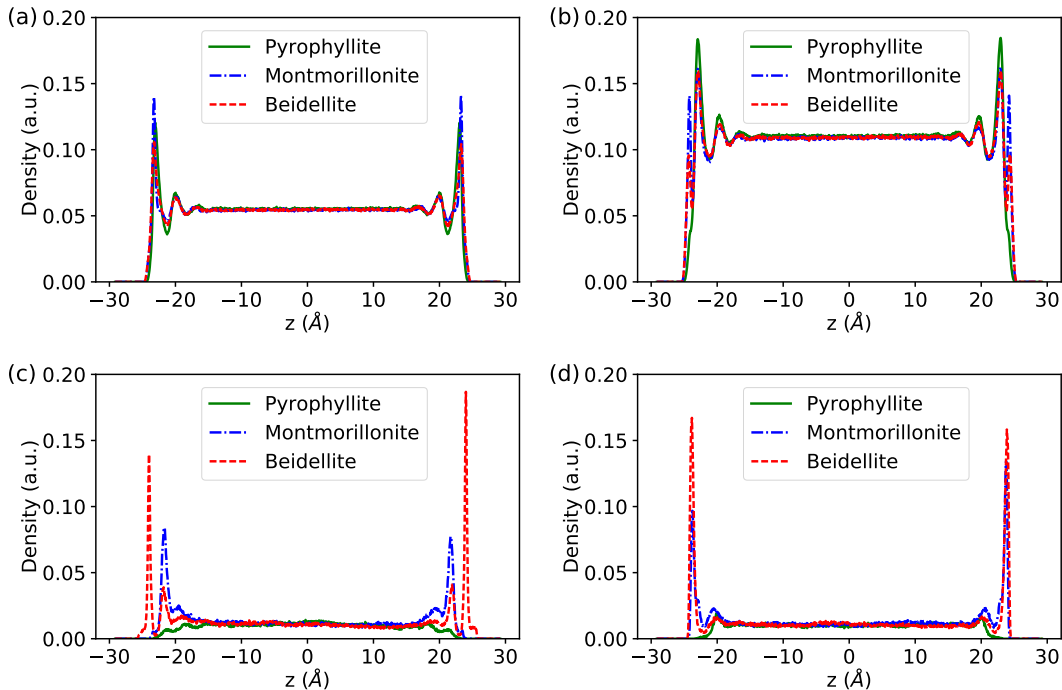 (a)
0.20
0.15
0.10
0.05
0.00
Density (a.u.)
Pyrophyllite
Montmorillonite
Beidellite
−30 −20 −10 0 10 20 30
z (Å)
(b)
0.20
0.15
0.10
0.05
0.00
Density (a.u.)
Pyrophyllite
Montmorillonite
Beidellite
−30 −20 −10 0 10 20 30
z (Å)
(c)
0.20
0.15
0.10
0.05
0.00
Density (a.u.)
Pyrophyllite
Montmorillonite
Beidellite
−30 −20 −10 0 10 20 30
z (Å)
(d)
0.20
0.15
0.10
0.05
0.00
Density (a.u.)
Pyrophyllite
Montmorillonite
Beidellite
−30 −20 −10 0 10 20 30
z (Å)